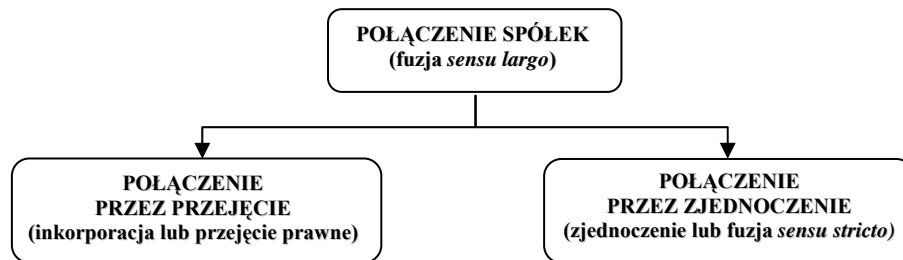 POŁĄCZENIE SPÓŁEK
(fuzja sensu largo)
POŁĄCZENIE
PRZEZ PRZEJĘCIE
(inkorporacja lub przejęcie prawne)
POŁĄCZENIE
PRZEZ ZJEDNOCZENIE
(zjednoczenie lub fuzja sensu stricto)